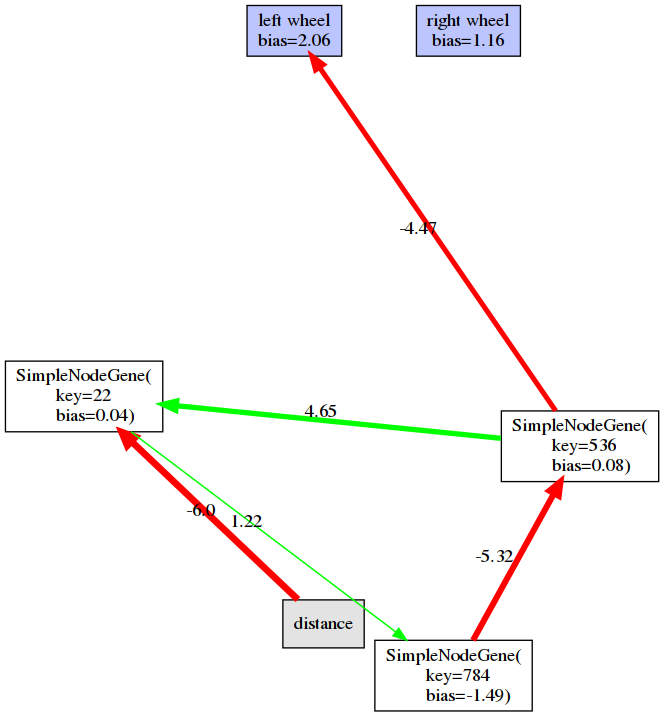 left wheel
bias=2.06
right wheel
bias=1.16
-4.47
SimpleNodeGene(
key=22
bias=0.04)
4.65
SimpleNodeGene(
key=536
bias=0.08)
-6.0
1.22
-5.32
distance
SimpleNodeGene(
key=784
bias=-1.49)